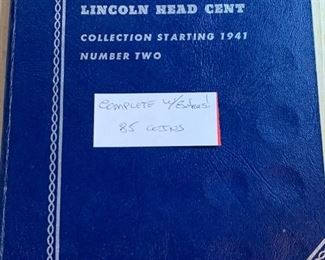 LINCOLN HEAD CENT
COLLECTION STARTING 1941
NUMBER TWO
COMPLETE w/Extras!
85 COINS